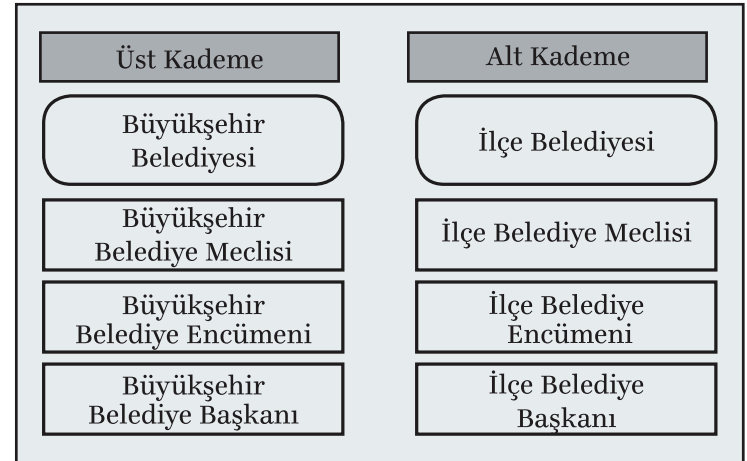 Üst Kademe
Büyükşehir
Belediyesi
Büyükşehir
Belediye Meclisi
Büyükşehir
Belediye Encümeni
Büyükşehir
Belediye Başkanı
Alt Kademe
İlçe Belediyesi
İlçe Belediye Meclisi
İlçe Belediye
Encümeni
İlçe Belediye
Başkanı